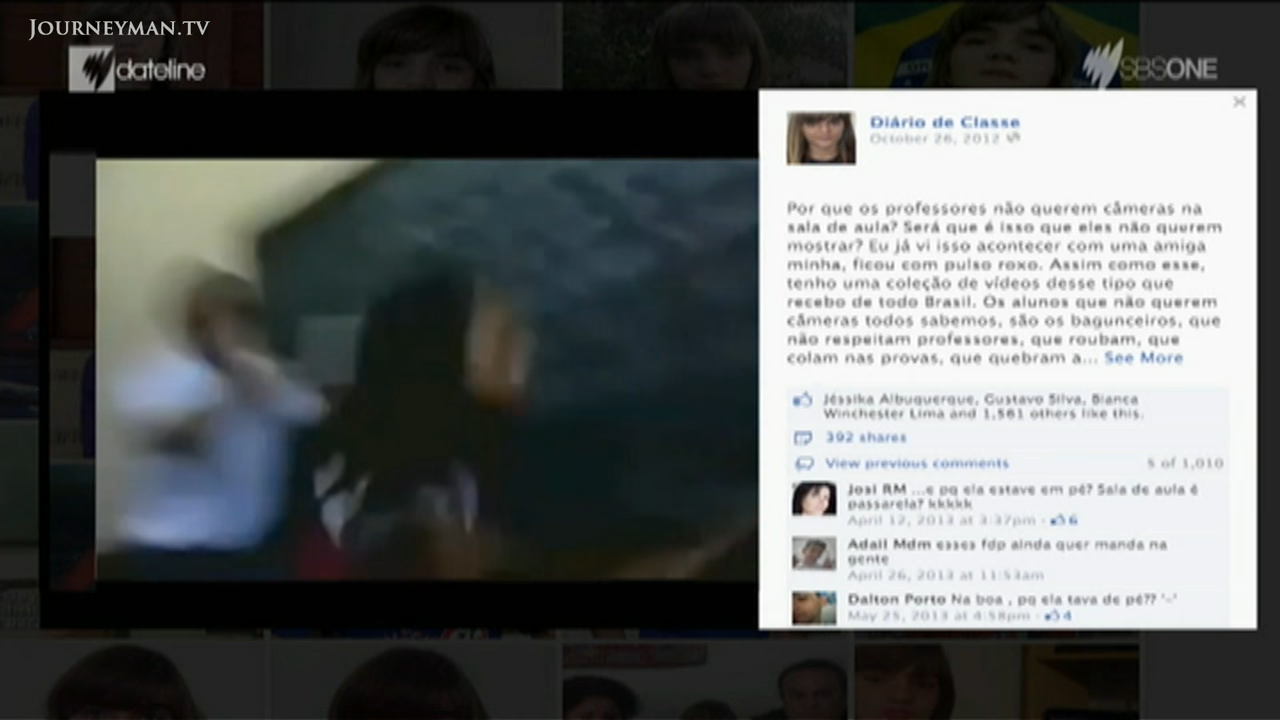 JOURNEYMAN.TV
dateline
SBSONE
Diário de Classe
October 26, 2012
Por que os professores não querem câmeras na
sala de aula? Será que é isso que eles não querem
mostrar? Eu já vi isso acontecer com uma amiga
minha, ficou com pulso roxo. Assim como esse,
tenho uma coleção de vídeos desse tipo que
recebo de todo Brasil. Os alunos que não querem
câmeras todos sabemos, são os bagunceiros, que
não respeitam professores, que roubam, que
colam nas provas, que quebram a... See More
Jéssika Albuquerque, Gustavo Silva, Bianca
Winchester Lima and 1,561 others like this.
392 shares
View previous comments 5 of 1,010
Josi RM ...e pq ela estave em pé? Sala de aula é
passarela? kkkkk
April 12, 2013 at 3:37pm · 6
Adail Mdm esses fdp ainda quer manda na
gente
April 26, 2013 at 11:53am
Dalton Porto Na boa , pq ela tava de pé?? '-'
May 25, 2013 at 4:58pm · 4